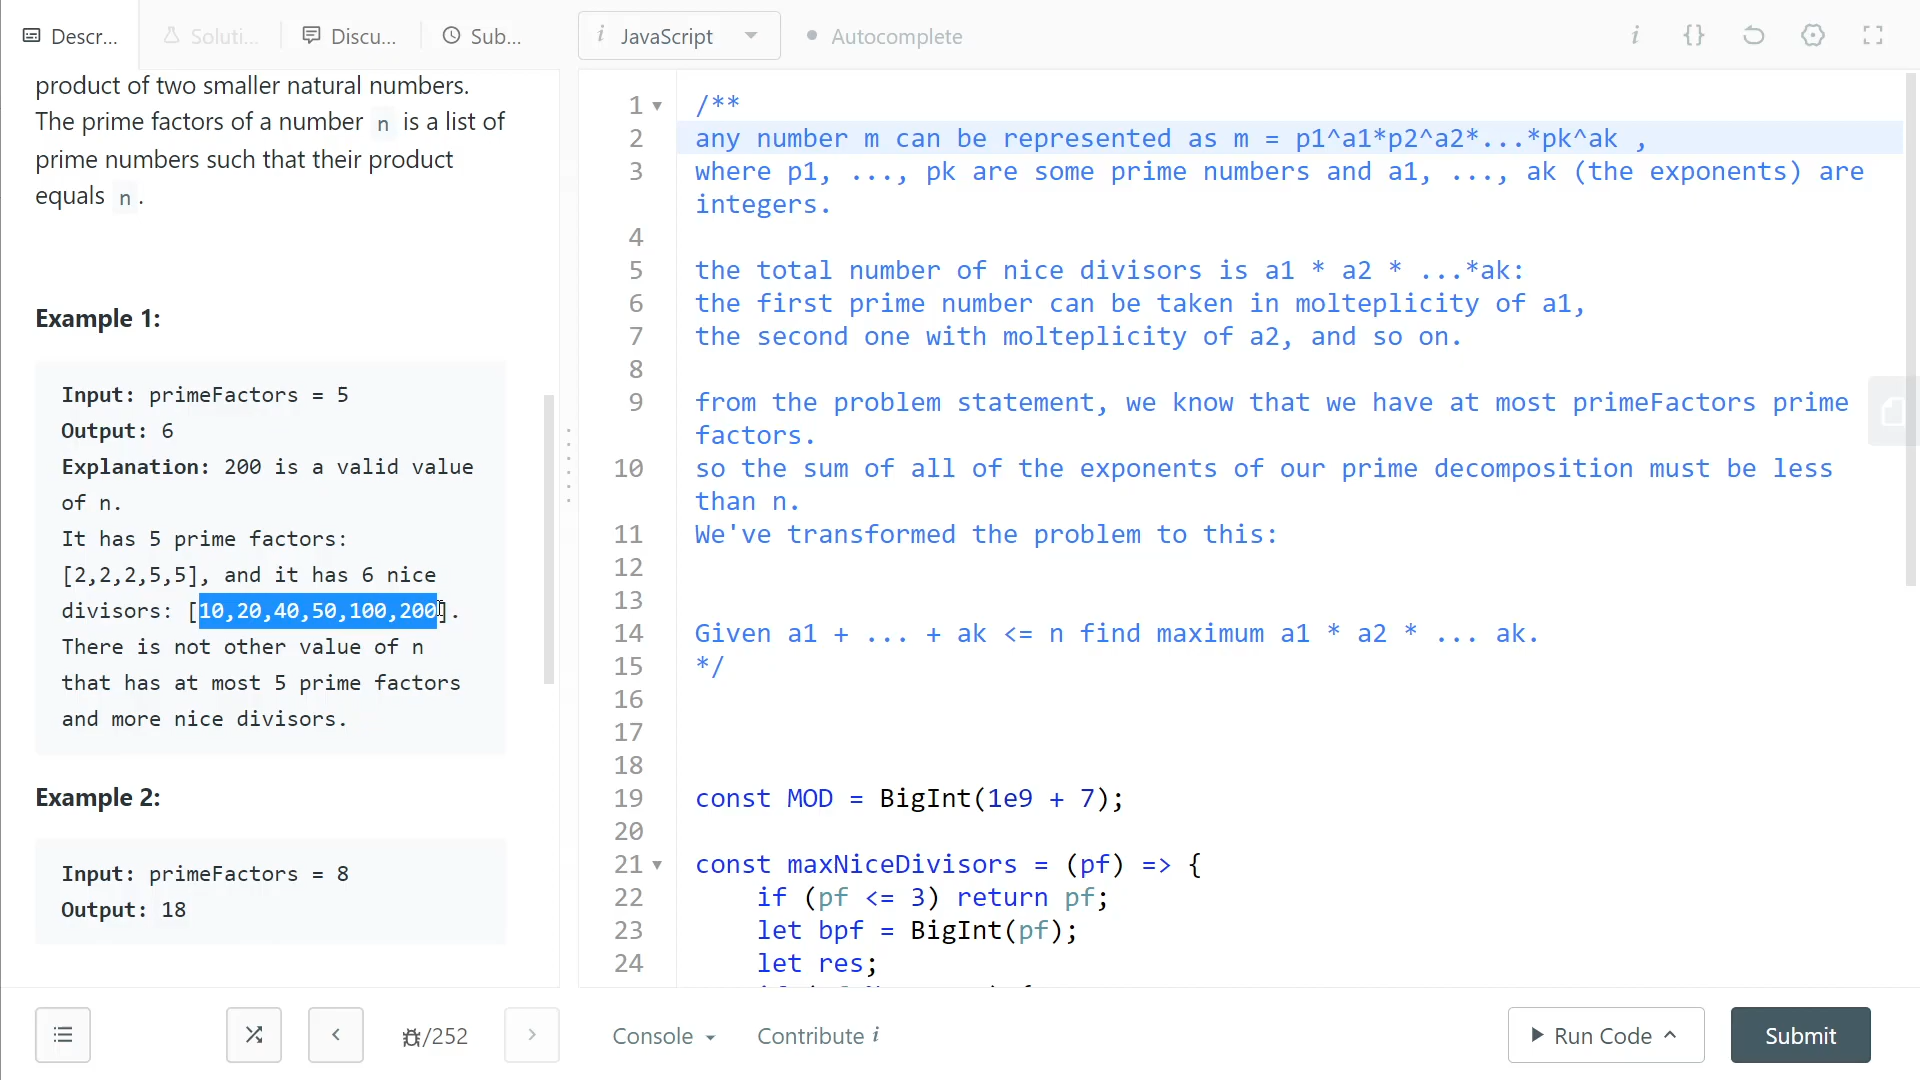 Descr...
Soluti...
Discu...
Sub...
i JavaScript
Autocomplete
i {}
product of two smaller natural numbers.
The prime factors of a number n is a list of
prime numbers such that their product
equals n.
Example 1:
Input: primeFactors = 5
Output: 6
Explanation: 200 is a valid value
of n.
It has 5 prime factors:
[2,2,2,5,5], and it has 6 nice
divisors: [10,20,40,50,100,200].
There is not other value of n
that has at most 5 prime factors
and more nice divisors.
Example 2:
Input: primeFactors = 8
Output: 18
1 /**
2 any number m can be represented as m = p1^a1*p2^a2*...*pk^ak ,
3 where p1, ..., pk are some prime numbers and a1, ..., ak (the exponents) are
integers.
4
5 the total number of nice divisors is a1 * a2 * ...*ak:
6 the first prime number can be taken in molteplicity of a1,
7 the second one with molteplicity of a2, and so on.
8
9 from the problem statement, we know that we have at most primeFactors prime
factors.
10 so the sum of all of the exponents of our prime decomposition must be less
than n.
11 We've transformed the problem to this:
12
13
14 Given a1 + ... + ak <= n find maximum a1 * a2 * ... ak.
15 */
16
17
18
19 const MOD = BigInt(1e9 + 7);
20
21 const maxNiceDivisors = (pf) => {
22 if (pf <= 3) return pf;
23 let bpf = BigInt(pf);
24 let res;
/252
Console
Contribute i
Run Code
Submit